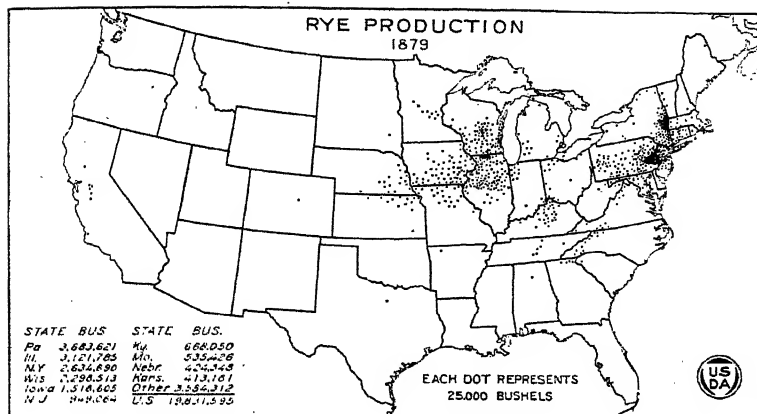 RYE PRODUCTION
1879
STATE BUS STATE BUS.
Pa 3,683,621 Ky. 668,050
Ill. 3,121,785 Mo. 535,426
N.Y 2,634,690 Nebr. 424,348
Wis 2,298,513 Kans. 413,181
Iowa 1,518,605 Other 3,584,312
N J 949,064 U.S 19,831,595
EACH DOT REPRESENTS
25,000 BUSHELS
US
DA